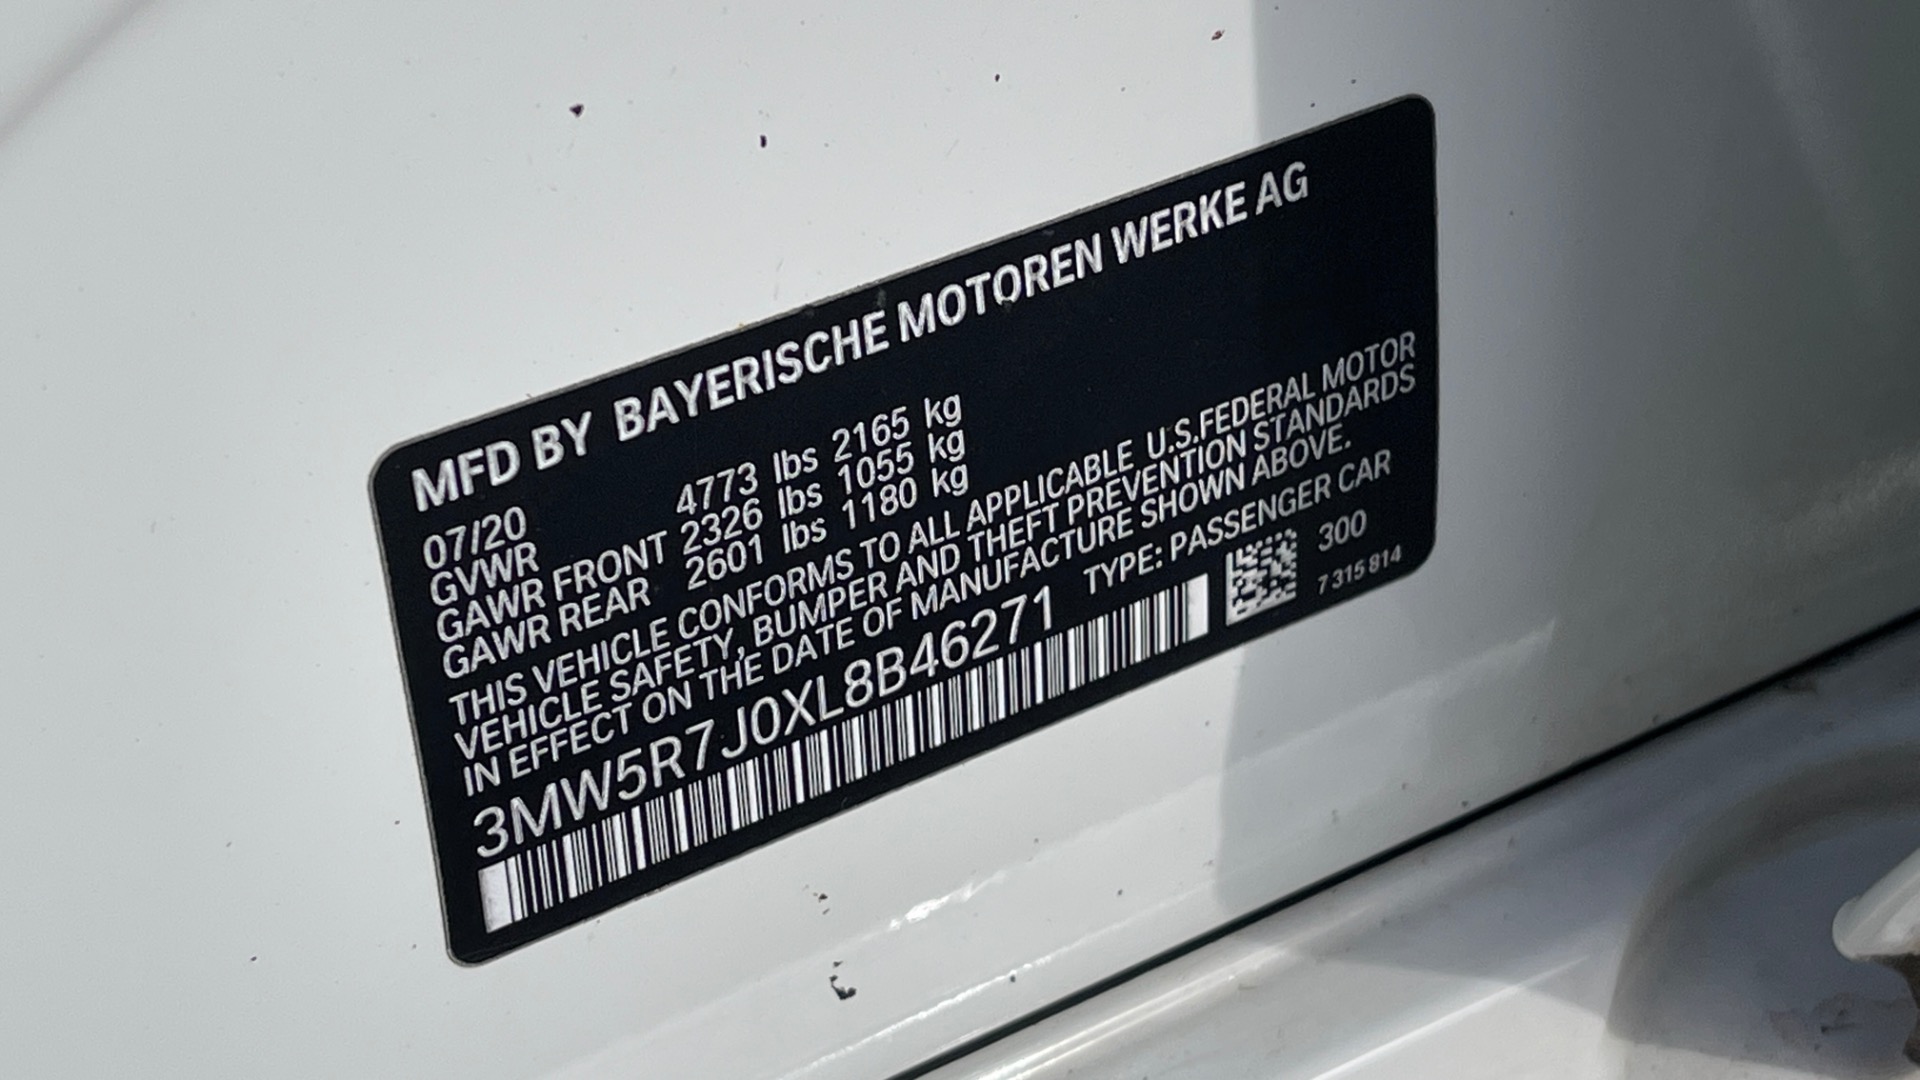 MFD BY BAYERISCHE MOTOREN WERKE AG
07/20
GVWR 4773 lbs 2165 kg
GAWR FRONT 2326 lbs 1055 kg
GAWR REAR 2601 lbs 1180 kg
THIS VEHICLE CONFORMS TO ALL APPLICABLE U.S.FEDERAL MOTOR
VEHICLE SAFETY, BUMPER AND THEFT PREVENTION STANDARDS
IN EFFECT ON THE DATE OF MANUFACTURE SHOWN ABOVE.
3MW5R7J0XL8B46271 TYPE: PASSENGER CAR
300
7 315 814